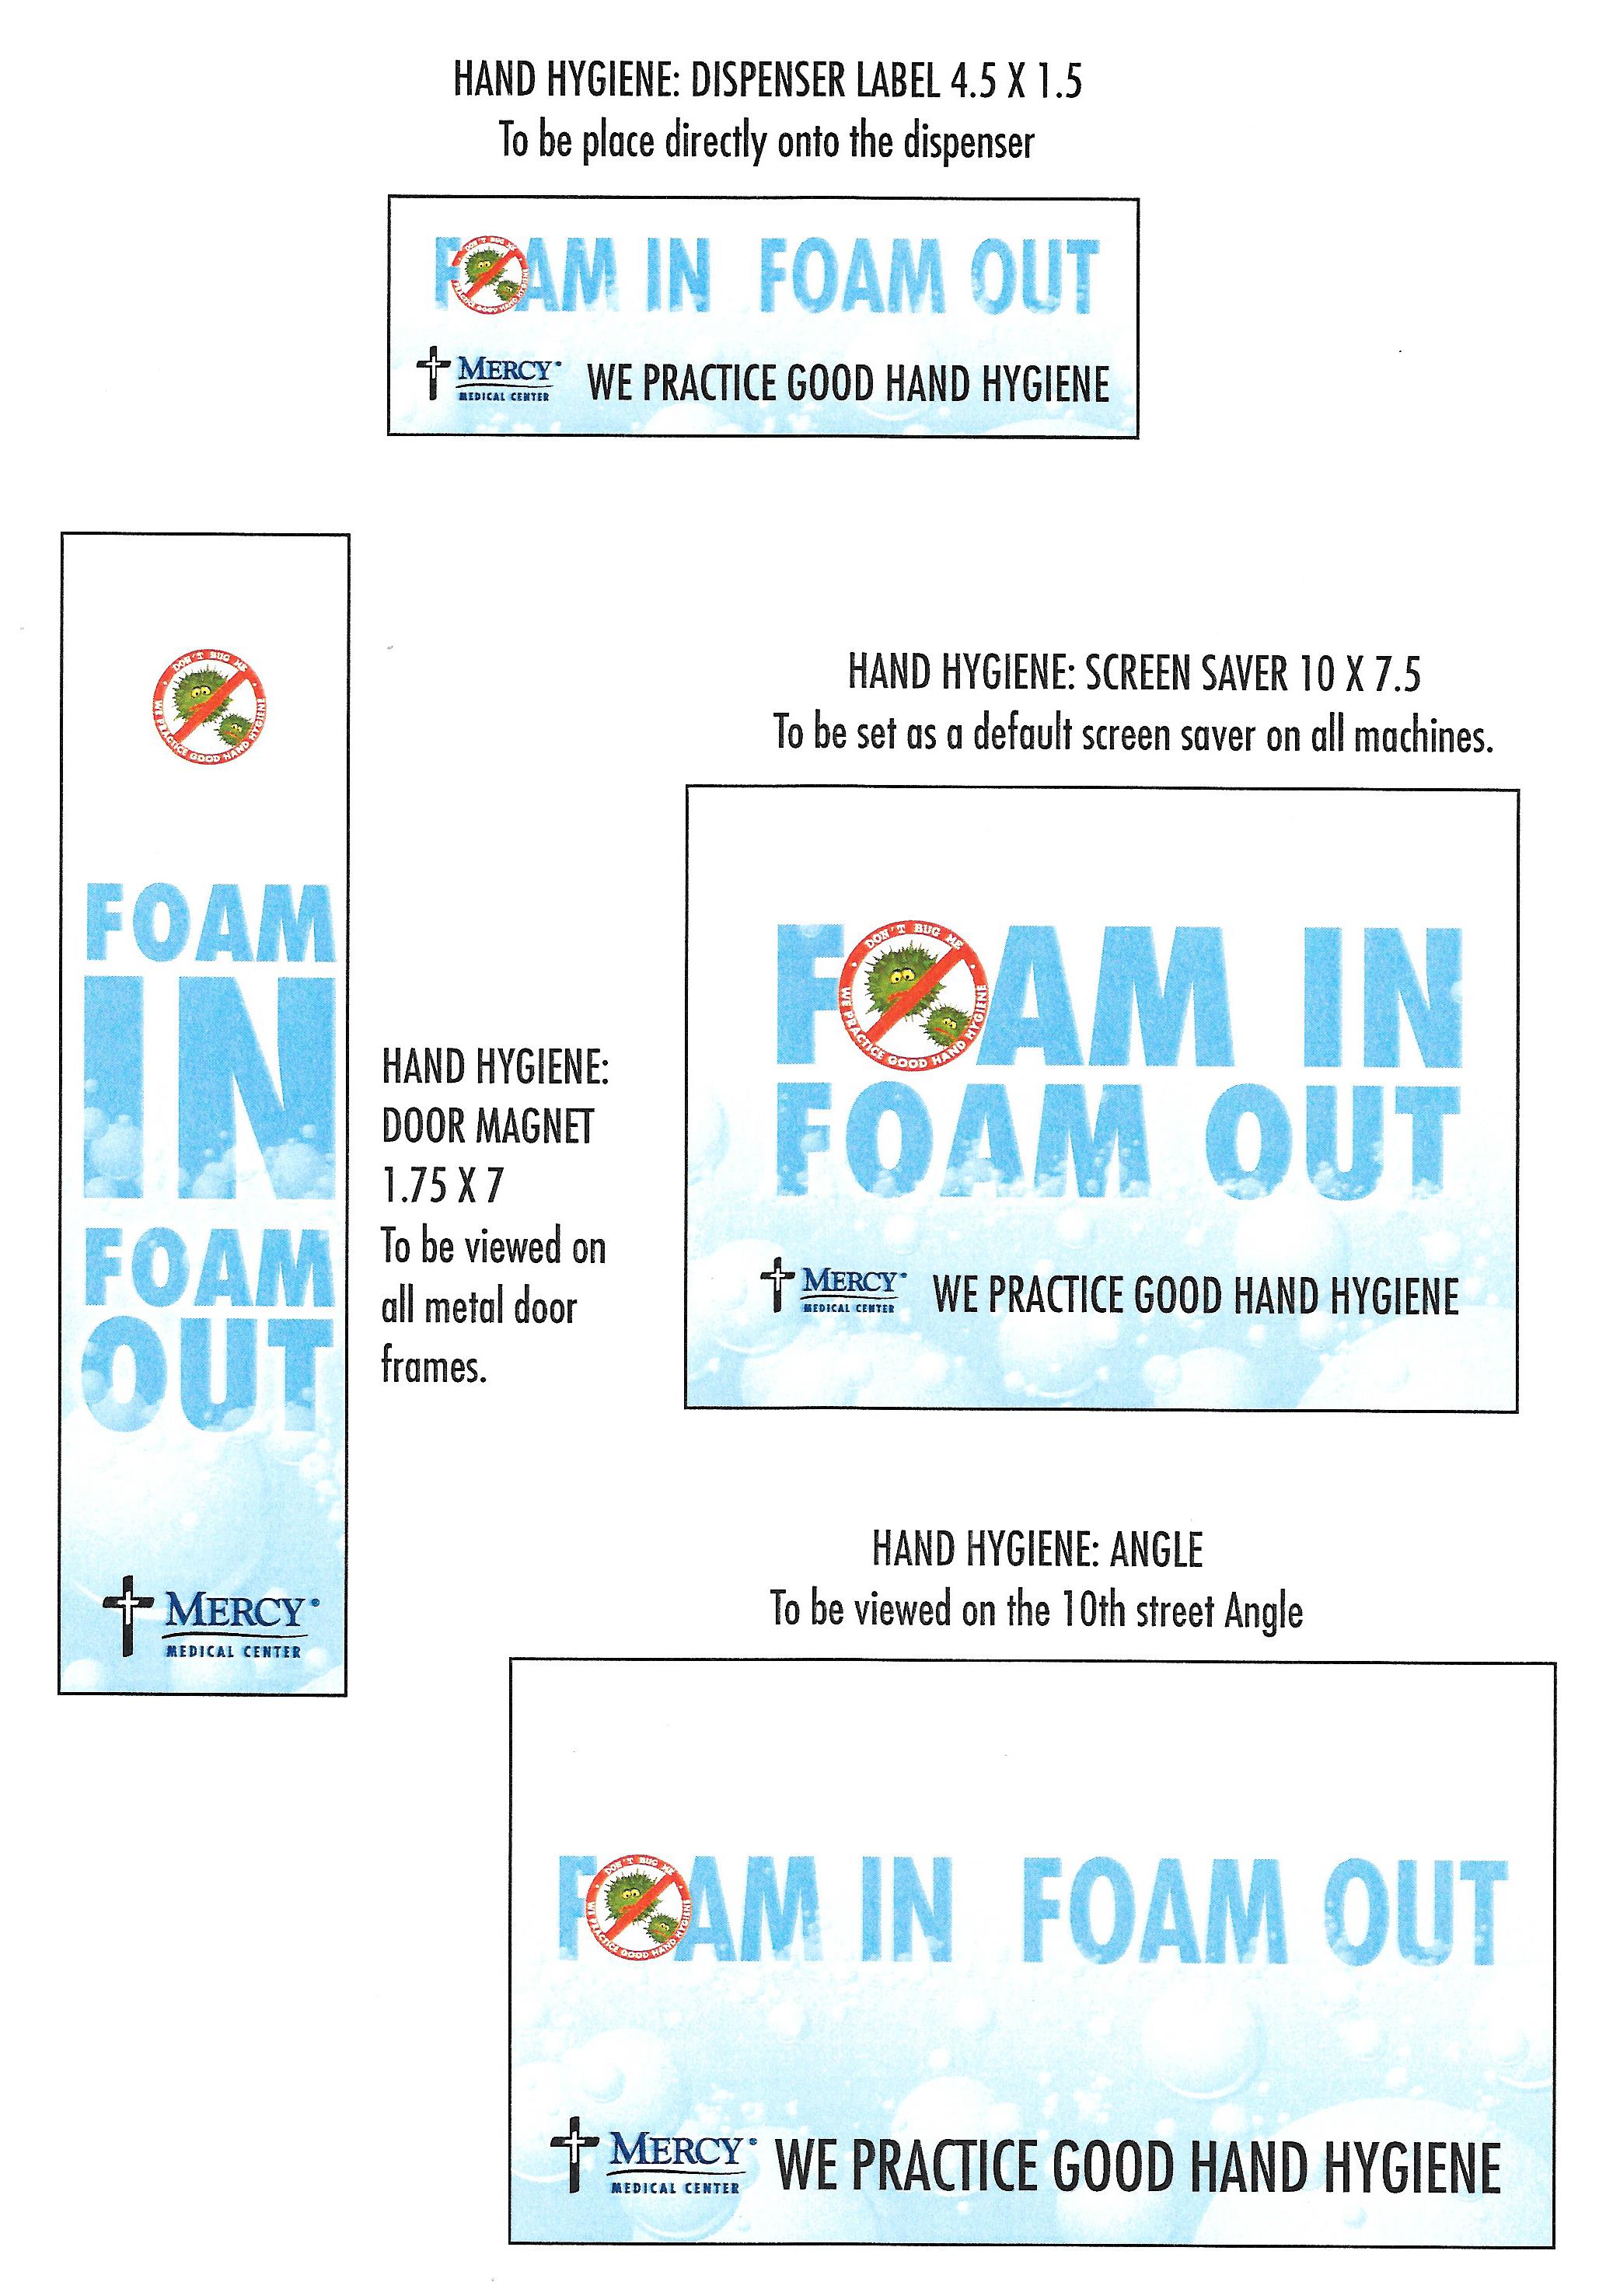 HAND HYGIENE: DISPENSER LABEL 4.5 X 1.5
To be place directly onto the dispenser
FOAM IN FOAM OUT
DON'T BUG ME
WE PRACTICE GOOD HAND HYGIENE
MERCY
MEDICAL CENTER
WE PRACTICE GOOD HAND HYGIENE
DON'T BUG ME
WE PRACTICE GOOD HAND HYGIENE
FOAM
IN
FOAM
OUT
MERCY
MEDICAL CENTER
HAND HYGIENE:
DOOR MAGNET
1.75 X 7
To be viewed on
all metal door
frames.
HAND HYGIENE: SCREEN SAVER 10 X 7.5
To be set as a default screen saver on all machines.
FOAM IN
DON'T BUG ME
WE PRACTICE GOOD HAND HYGIENE
FOAM OUT
MERCY
MEDICAL CENTER
WE PRACTICE GOOD HAND HYGIENE
HAND HYGIENE: ANGLE
To be viewed on the 10th street Angle
FOAM IN FOAM OUT
DON'T BUG ME
WE PRACTICE GOOD HAND HYGIENE
MERCY
MEDICAL CENTER
WE PRACTICE GOOD HAND HYGIENE